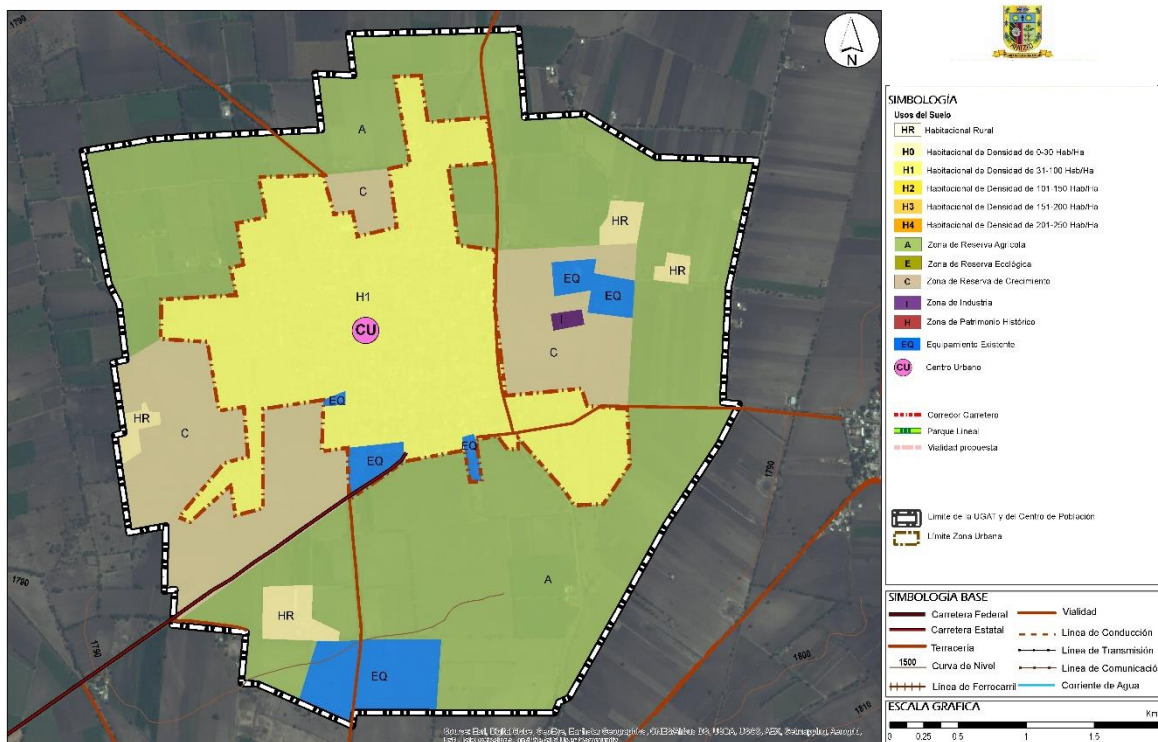 1790
N
A
C
HR
HR
EQ
EQ
H1
I
CU
C
EQ
HR
C
EQ
EQ
1790
1790
A
1790
HR
EQ
1800
1810
SIMBOLOGÍA
Usos del Suelo
HR Habitacional Rural
H0 Habitacional de Densidad de 0-30 Hab/Ha
H1 Habitacional de Densidad de 31-100 Hab/Ha
H2 Habitacional de Densidad de 101-150 Hab/Ha
H3 Habitacional de Densidad de 151-200 Hab/Ha
H4 Habitacional de Densidad de 201-250 Hab/Ha
A Zona de Reserva Agrícola
E Zona de Reserva Ecológica
C Zona de Reserva de Crecimiento
I Zona de Industria
H Zona de Patrimonio Histórico
EQ Equipamiento Existente
CU Centro Urbano
Corredor Carretero
Parque Lineal
Vialidad propuesta
Límite de la UGAT y del Centro de Población
Límite Zona Urbana
SIMBOLOGÍA BASE
Carretera Federal
Carretera Estatal
Terracería
1500 Curva de Nivel
Línea de Ferrocarril
Vialidad
Línea de Conducción
Línea de Transmisión
Línea de Comunicació
Corriente de Agua
ESCALA GRÁFICA
Km
0 0.25 0.5 1 1.5